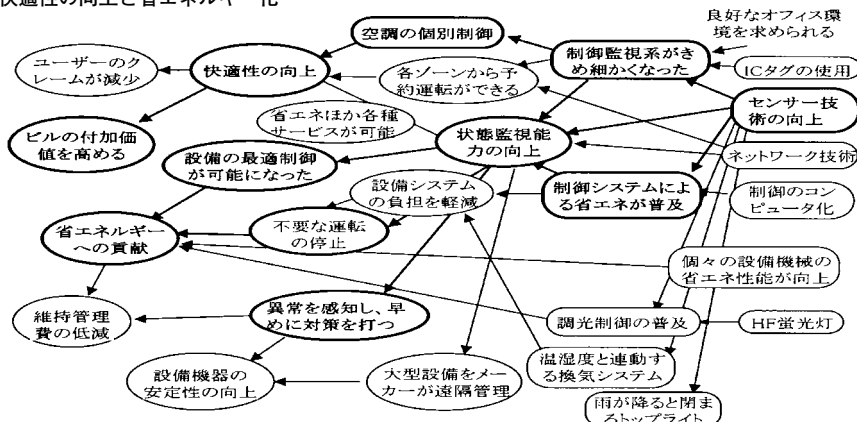 快適性の向上と省エネルギー化
良好なオフィス環
境を求められる
空調の個別制御
制御監視系がき
め細かくなった
ユーザーのク
レームが減少
快適性の向上
各ゾーンから予
約運転ができる
ICタグの使用
センサー技
術の向上
省エネほか各種
サービスが可能
ビルの付加価
値を高める
状態監視能
力の向上
設備の最適制御
が可能になった
ネットワーク技術
設備システム
の負担を軽減
制御システムによ
る省エネが普及
制御のコン
ピュータ化
省エネルギー
への貢献
不要な運転
の停止
個々の設備機械の
省エネ性能が向上
維持管理
費の低減
異常を感知し、早
めに対策を打つ
調光制御の普及
HF蛍光灯
設備機器の
安定性の向上
大型設備をメー
カーが遠隔管理
温湿度と連動す
る換気システム
雨が降ると閉ま
るトップライト